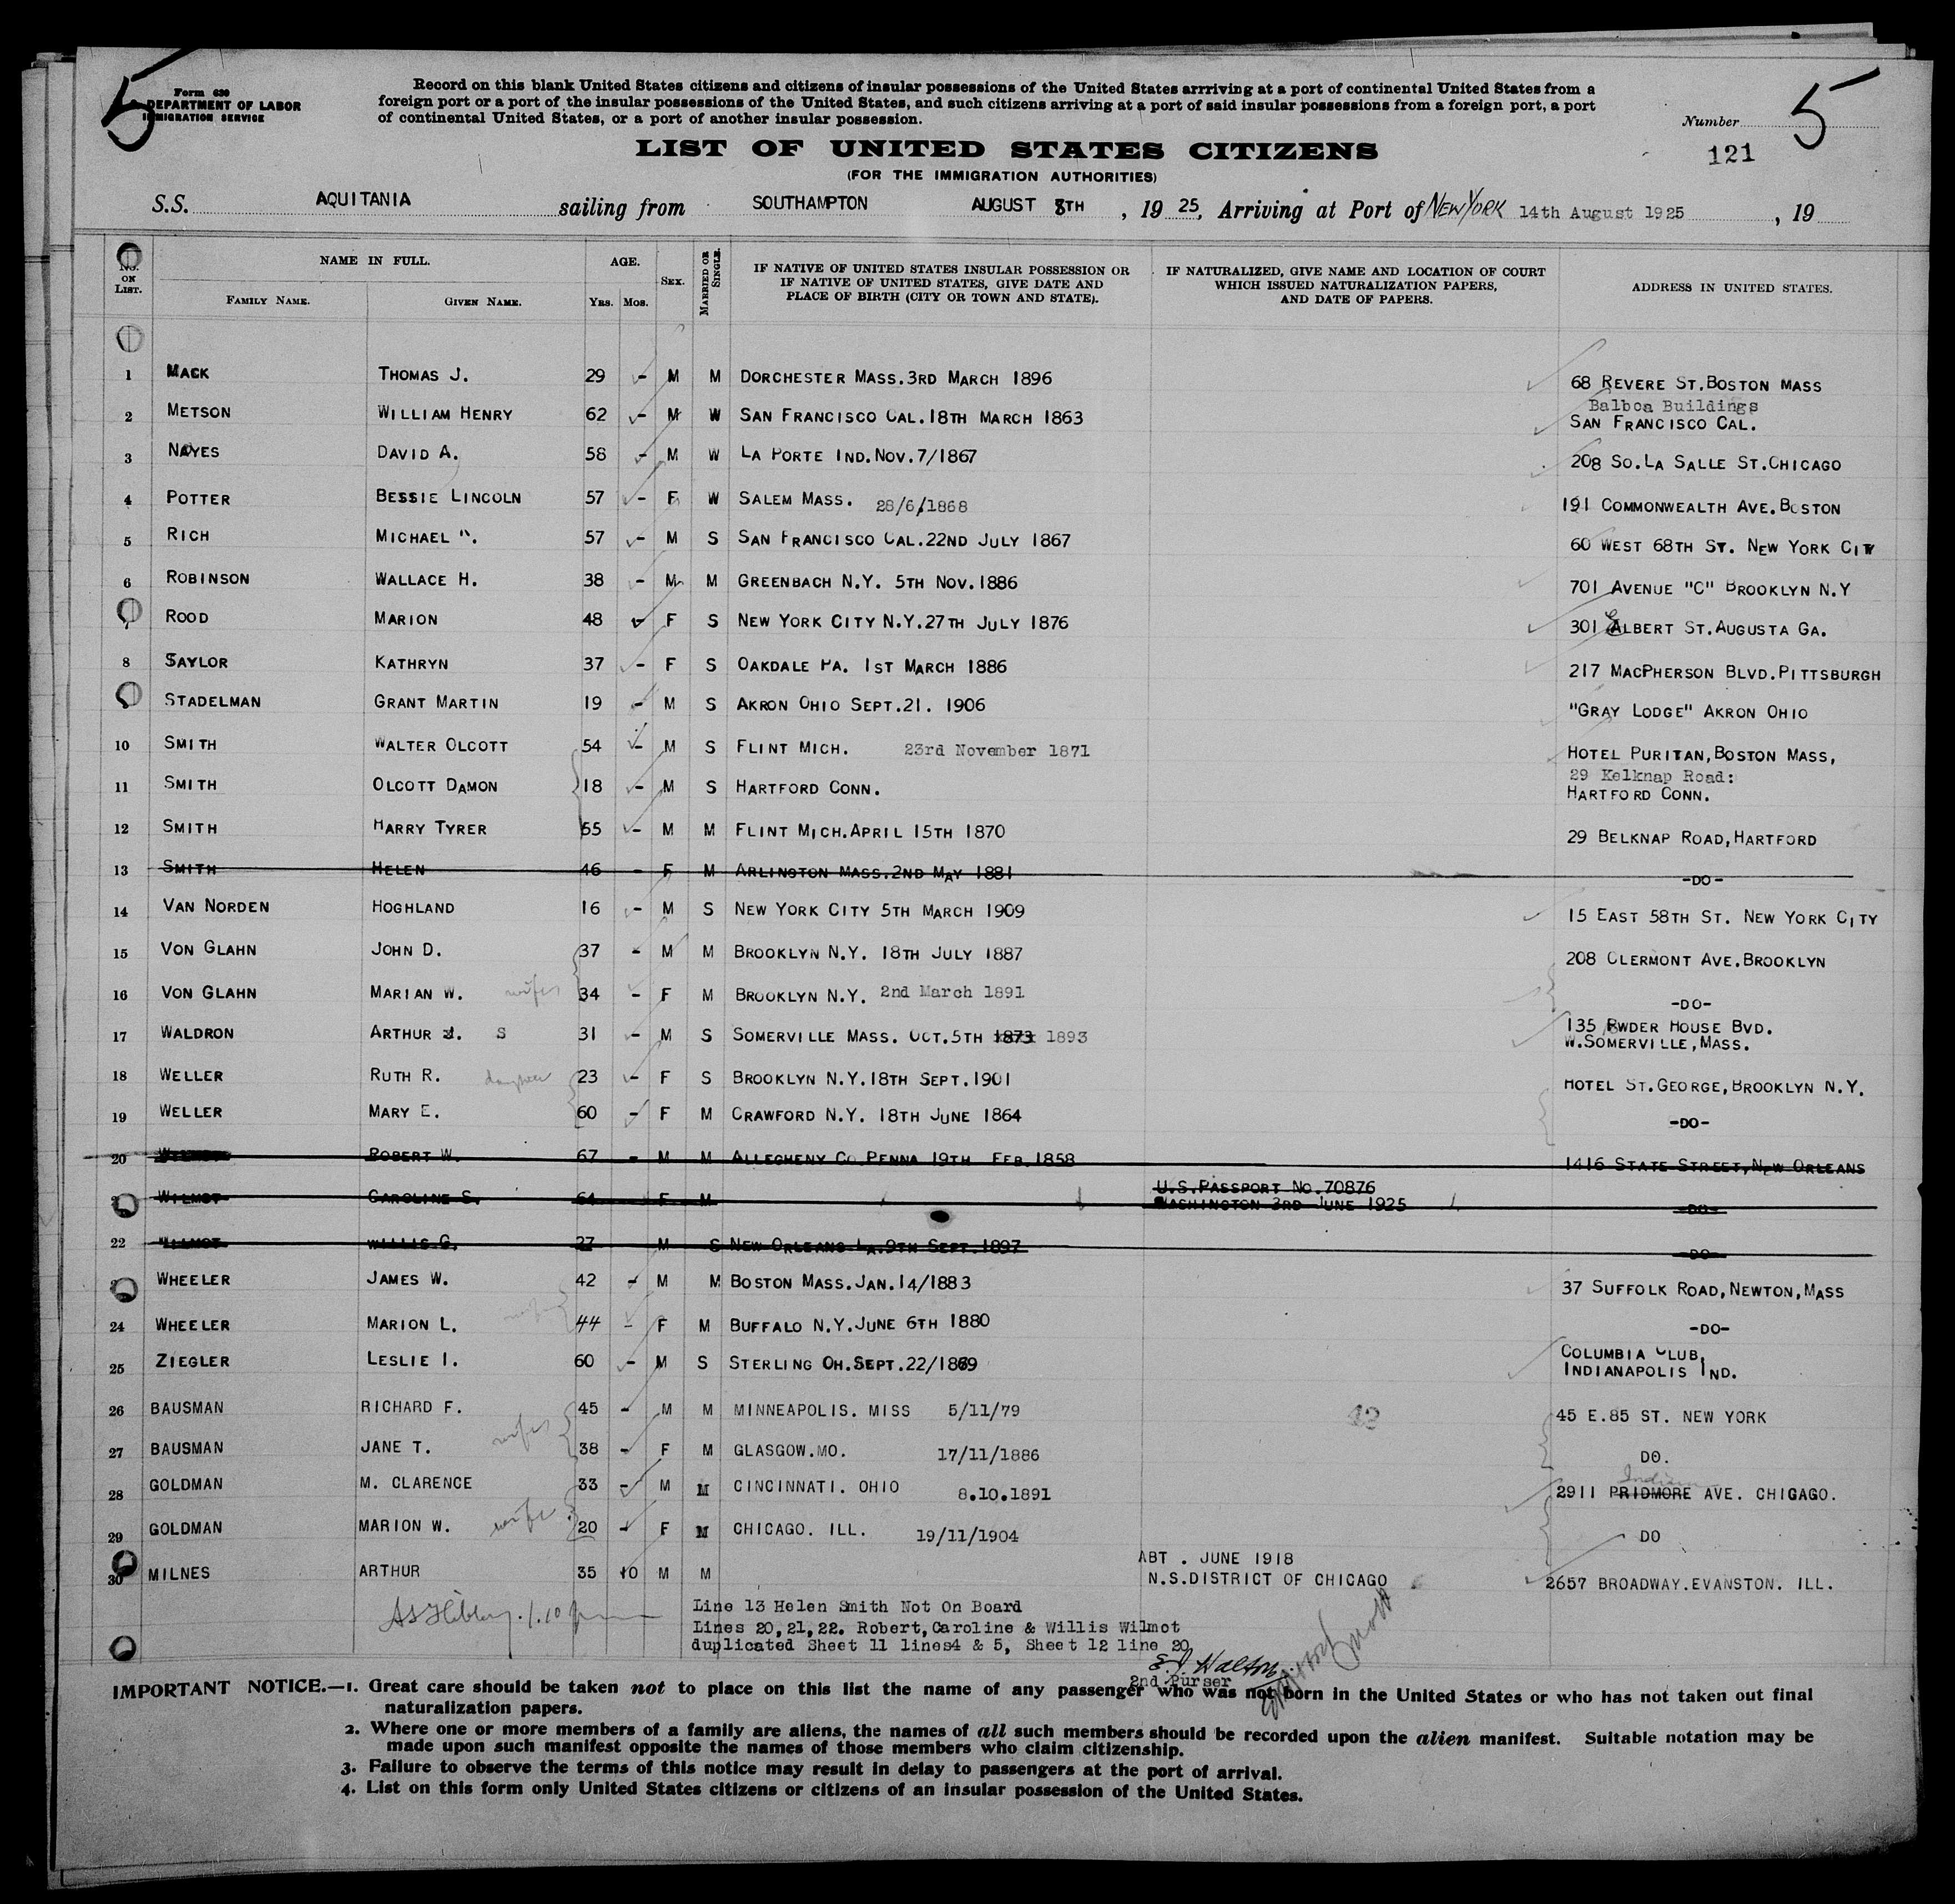 5
Form 630
DEPARTMENT OF LABOR
IMMIGRATION SERVICE
Record on this blank United States citizens and citizens of insular possessions of the United States arrriving at a port of continental United States from a
foreign port or a port of the insular possessions of the United States, and such citizens arriving at a port of said insular possessions from a foreign port, a port
of continental United States, or a port of another insular possession.
Number
5
121
LIST OF UNITED STATES CITIZENS
(FOR THE IMMIGRATION AUTHORITIES)
S.S. AQUITANIA sailing from SOUTHAMPTON AUGUST 8TH, 19 25, Arriving at Port of NEW YORK 14th August 1925, 19
No. ON LIST.
NAME IN FULL.
FAMILY NAME. GIVEN NAME.
AGE.
YRS. MOS.
SEX.
MARRIED OR SINGLE.
IF NATIVE OF UNITED STATES INSULAR POSSESSION OR
IF NATIVE OF UNITED STATES, GIVE DATE AND
PLACE OF BIRTH (CITY OR TOWN AND STATE).
IF NATURALIZED, GIVE NAME AND LOCATION OF COURT
WHICH ISSUED NATURALIZATION PAPERS,
AND DATE OF PAPERS.
ADDRESS IN UNITED STATES.
1 MACK THOMAS J. 29 - M M DORCHESTER MASS.3RD MARCH 1896 68 REVERE ST.BOSTON MASS
2 METSON WILLIAM HENRY 62 - M W SAN FRANCISCO CAL.18TH MARCH 1863 Balboa Buildings
SAN FRANCISCO CAL.
3 NOYES DAVID A. 58 - M W LA PORTE IND.NOV.7/1867 208 SO.LA SALLE ST.CHICAGO
4 POTTER BESSIE LINCOLN 57 - F W SALEM MASS. 28/6/1868 191 COMMONWEALTH AVE.BOSTON
5 RICH MICHAEL 57 - M S SAN FRANCISCO CAL.22ND JULY 1867 60 WEST 68TH ST. NEW YORK CITY
6 ROBINSON WALLACE H. 38 - M M GREENBACH N.Y. 5TH NOV.1886 701 AVENUE "C" BROOKLYN N.Y
7 ROOD MARION 48 - F S NEW YORK CITY N.Y.27TH JULY 1876 301 ALBERT ST.AUGUSTA GA.
8 SAYLOR KATHRYN 37 - F S OAKDALE PA. 1ST MARCH 1886 217 MACPHERSON BLVD.PITTSBURGH
STADELMAN GRANT MARTIN 19 - M S AKRON OHIO SEPT.21. 1906 "GRAY LODGE" AKRON OHIO
10 SMITH WALTER OLCOTT 54 - M S FLINT MICH. 23rd November 1871 HOTEL PURITAN,BOSTON MASS,
11 SMITH OLCOTT DAMON 18 - M S HARTFORD CONN. 29 Kelknap Road:
HARTFORD CONN.
12 SMITH HARRY TYRER 55 - M M FLINT MICH.APRIL 15TH 1870 29 BELKNAP ROAD,HARTFORD
13 SMITH HELEN 46 - F M ARLINGTON MASS.2ND MAY 1881 -DO-
14 VAN NORDEN HOGHLAND 16 - M S NEW YORK CITY 5TH MARCH 1909 15 EAST 58TH ST. NEW YORK CITY
15 VON GLAHN JOHN D. 37 - M M BROOKLYN N.Y. 18TH JULY 1887 208 CLERMONT AVE.BROOKLYN
16 VON GLAHN MARIAN W. wife 34 - F M BROOKLYN N.Y. 2nd March 1891 -DO-
17 WALDRON ARTHUR J. S 31 - M S SOMERVILLE MASS. OCT.5TH 1873 1893 135 PWDER HOUSE BVD.
W.SOMERVILLE,MASS.
18 WELLER RUTH R. daughter 23 - F S BROOKLYN N.Y.18TH SEPT.1901 HOTEL ST.GEORGE,BROOKLYN N.Y.
19 WELLER MARY E. 60 - F M CRAWFORD N.Y. 18TH JUNE 1864 -DO-
20 WILMOT ROBERT W. 67 - M M ALLEGHENY CO.PENNA 19TH FEB.1858 1416 STATE STREET,NEW ORLEANS
WILMOT CAROLINE S. 64 F M U.S.PASSPORT NO.70876
WASHINGTON 3RD JUNE 1925 -DO-
22 WILMOT WILLIS G. 27 M S NEW ORLEANS LA.9TH SEPT.1897 -DO-
WHEELER JAMES W. 42 - M M BOSTON MASS.JAN.14/1883 37 SUFFOLK ROAD,NEWTON,MASS
24 WHEELER MARION L. 44 - F M BUFFALO N.Y.JUNE 6TH 1880 -DO-
25 ZIEGLER LESLIE I. 60 - M S STERLING OH.SEPT.22/1869 COLUMBIA CLUB,
INDIANAPOLIS IND.
26 BAUSMAN RICHARD F. 45 - M M MINNEAPOLIS. MISS 5/11/79 42 45 E.85 ST. NEW YORK
27 BAUSMAN JANE T. wife 38 - F M GLASGOW.MO. 17/11/1886 DO.
28 GOLDMAN M. CLARENCE 33 - M M CINCINNATI. OHIO 8.10.1891 2911 PRIDMORE AVE. CHICAGO.
29 GOLDMAN MARION W. wife 20 - F M CHICAGO. ILL. 19/11/1904 DO
30 MILNES ARTHUR 35 10 M M ABT . JUNE 1918
N.S.DISTRICT OF CHICAGO 2657 BROADWAY.EVANSTON. ILL.
Line 13 Helen Smith Not On Board
Lines 20,21,22. Robert,Caroline & Willis Wilmot
duplicated Sheet 11 lines4 & 5, Sheet 12 line 20
E.J. Walton
2nd Purser
IMPORTANT NOTICE.—1. Great care should be taken not to place on this list the name of any passenger who was not born in the United States or who has not taken out final
naturalization papers.
2. Where one or more members of a family are aliens, the names of all such members should be recorded upon the alien manifest. Suitable notation may be
made upon such manifest opposite the names of those members who claim citizenship.
3. Failure to observe the terms of this notice may result in delay to passengers at the port of arrival.
4. List on this form only United States citizens or citizens of an insular possession of the United States.